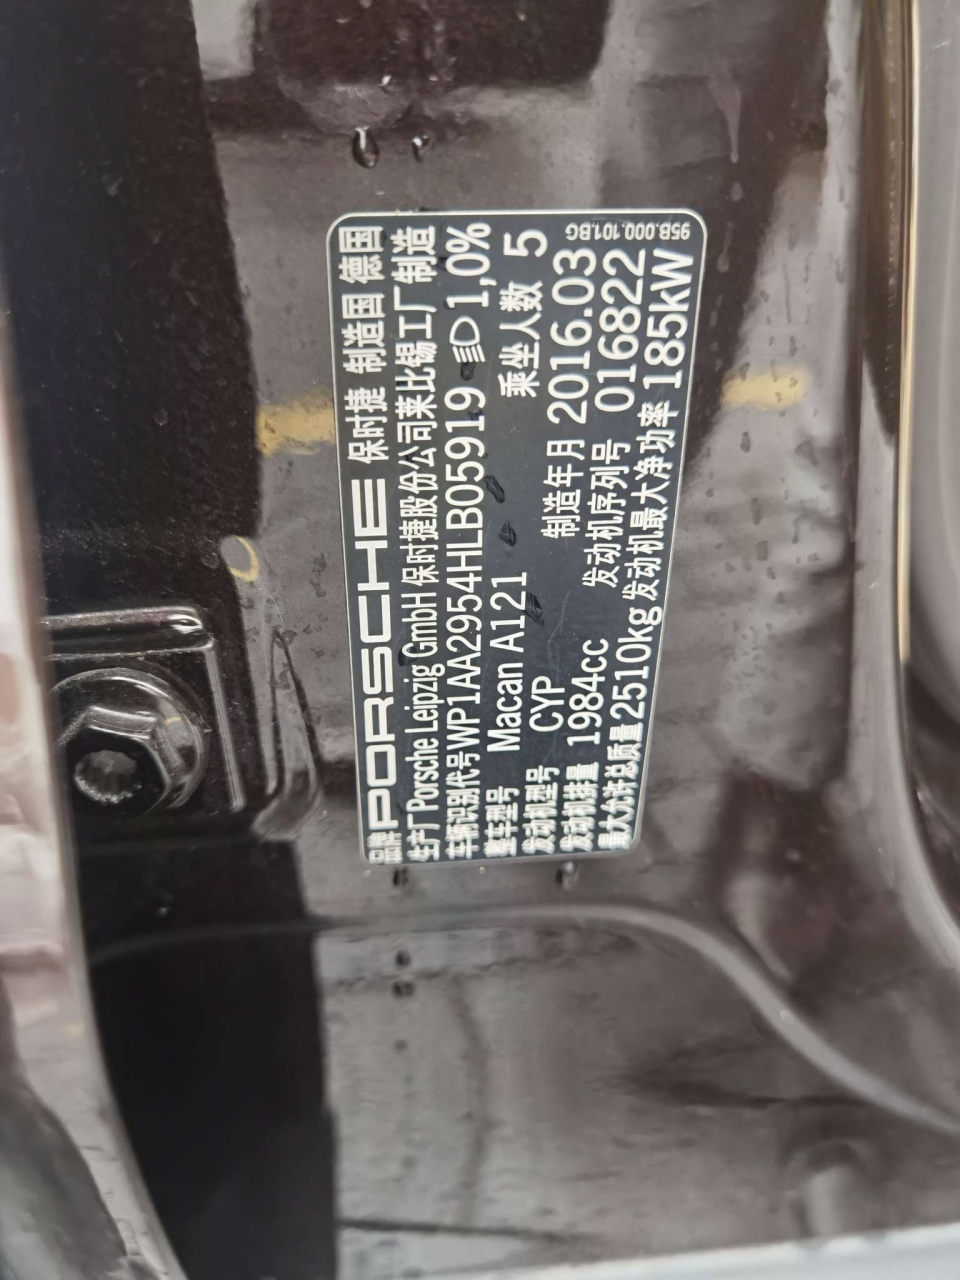 品牌 PORSCHE 保时捷 制造国 德国
生产厂 Porsche Leipzig GmbH 保时捷股份公司莱比锡工厂 制造
车辆识别代号 WP1AA2954HLB05919 1,0%
整车型号 Macan A121 乘坐人数 5
发动机型号 CYP 制造年月 2016.03
发动机排量 1984cc 发动机序列号 016822
最大允许总质量 2510kg 发动机最大净功率 185kW
95B.000.101.BG